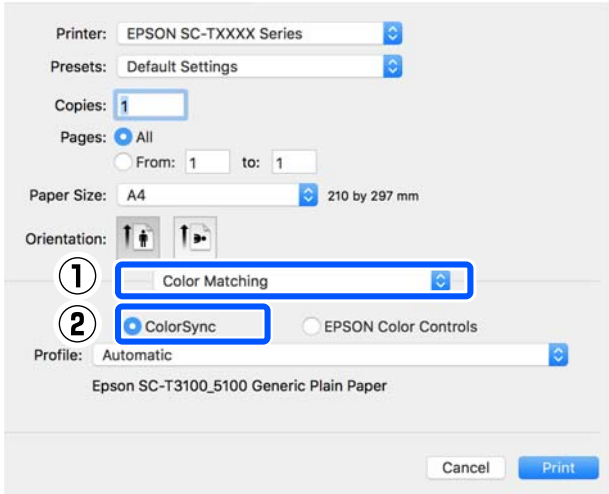 Printer: EPSON SC-TXXXX Series
Presets: Default Settings
Copies: 1
Pages: All
From: 1 to: 1
Paper Size: A4 210 by 297 mm
Orientation:
① Color Matching
② ColorSync EPSON Color Controls
Profile: Automatic
Epson SC-T3100_5100 Generic Plain Paper
Cancel Print